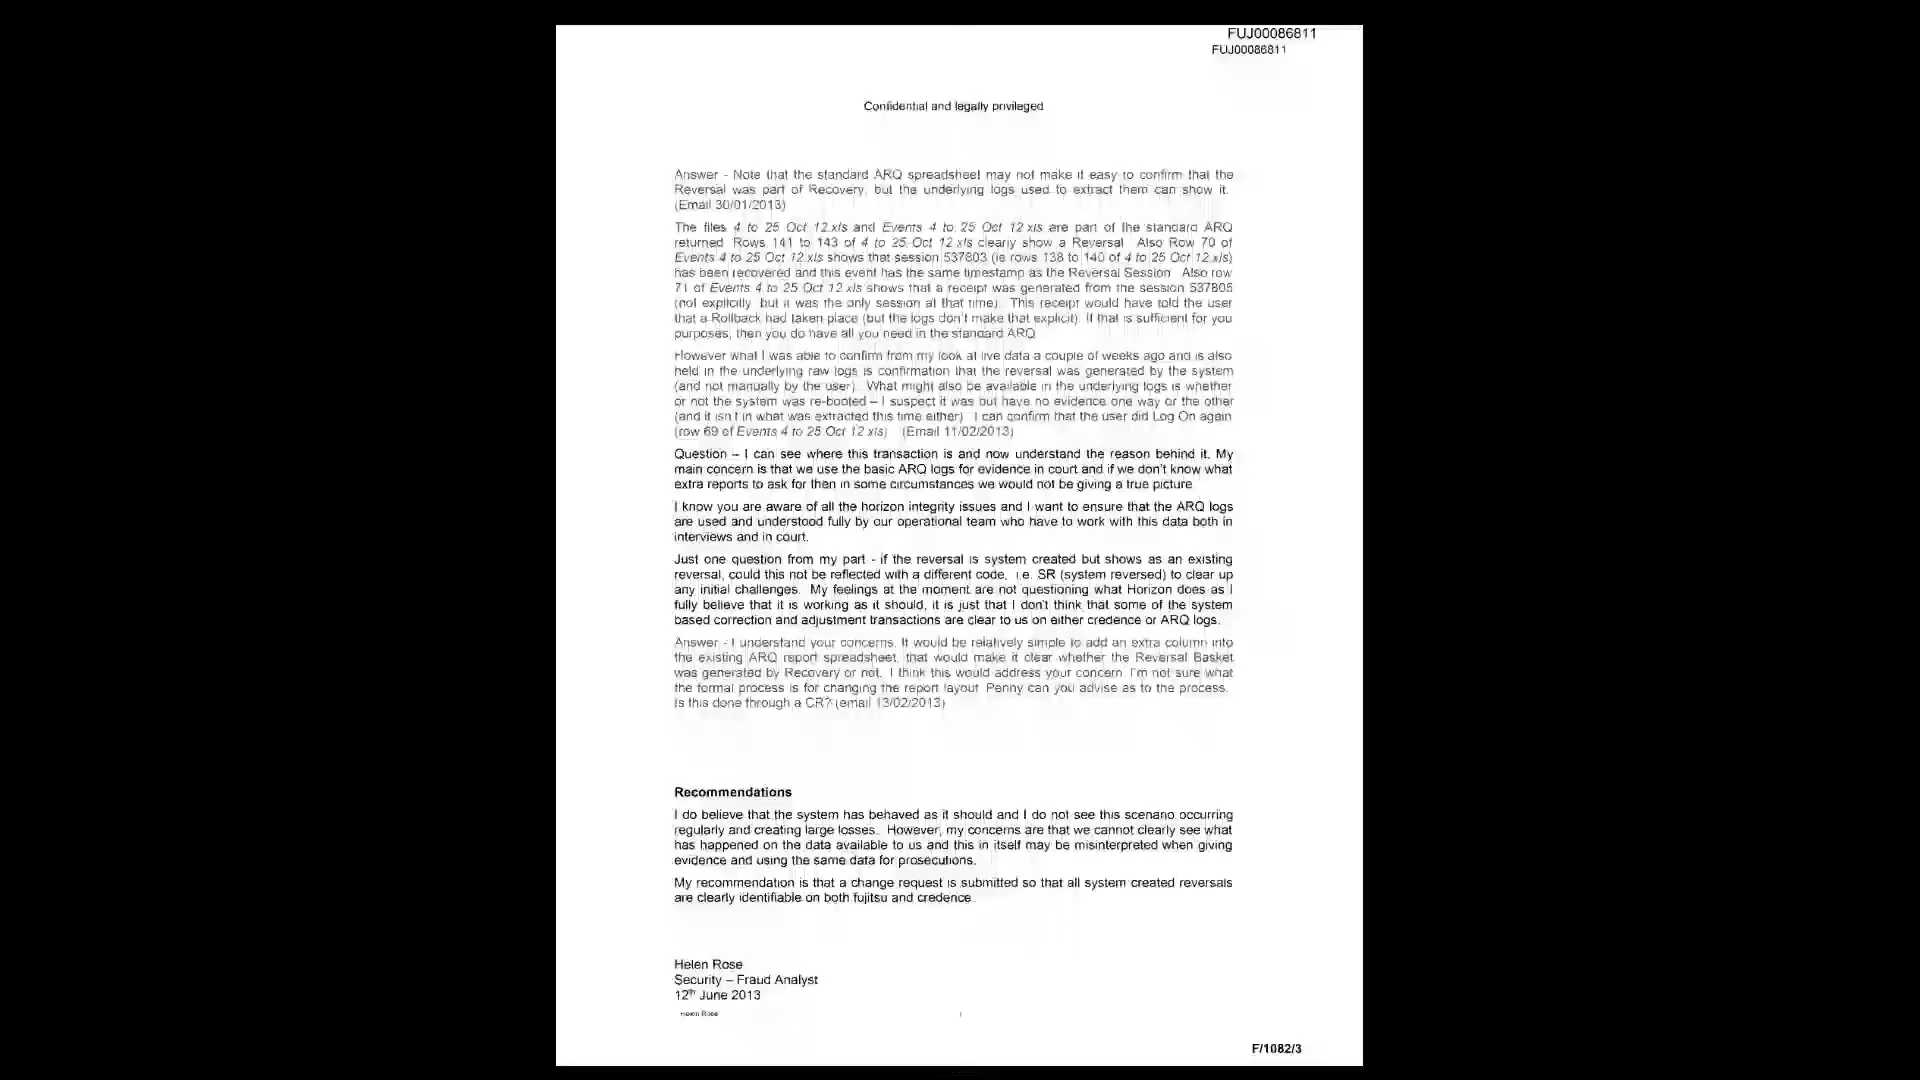 FUJ00086811
FUJ00086811
Confidential and legally privileged
Answer - Note that the standard ARQ spreadsheet may not make it easy to confirm that the
Reversal was part of Recovery, but the underlying logs used to extract them can show it.
(Email 30/01/2013)
The files 4 to 25 Oct 12.xls and Events 4 to 25 Oct 12 xls are part of the standard ARQ
returned Rows 141 to 143 of 4 to 25 Oct 12 xls clearly show a Reversal Also Row 70 of
Events 4 to 25 Oct 12 xls shows that session 537803 (ie rows 138 to 140 of 4 to 25 Oct 12.xls)
has been recovered and this event has the same timestamp as the Reversal Session Also row
71 of Events 4 to 25 Oct 12 xls shows that a receipt was generated from the session 537805
(not explicitly but it was the only session at that time). This receipt would have told the user
that a Rollback had taken place (but the logs don't make that explicit). If that is sufficient for you
purposes, then you do have all you need in the standard ARQ
However what I was able to confirm from my look at live data a couple of weeks ago and is also
held in the underlying raw logs is confirmation that the reversal was generated by the system
(and not manually by the user). What might also be available in the underlying logs is whether
or not the system was re-booted – I suspect it was but have no evidence one way or the other
(and it isn't in what was extracted this time either) I can confirm that the user did Log On again
(row 69 of Events 4 to 25 Oct 12 xls) (Email 11/02/2013)
Question – I can see where this transaction is and now understand the reason behind it. My
main concern is that we use the basic ARQ logs for evidence in court and if we don't know what
extra reports to ask for then in some circumstances we would not be giving a true picture
I know you are aware of all the horizon integrity issues and I want to ensure that the ARQ logs
are used and understood fully by our operational team who have to work with this data both in
interviews and in court.
Just one question from my part - if the reversal is system created but shows as an existing
reversal, could this not be reflected with a different code, i.e. SR (system reversed) to clear up
any initial challenges. My feelings at the moment are not questioning what Horizon does as I
fully believe that it is working as it should, it is just that I don't think that some of the system
based correction and adjustment transactions are clear to us on either credence or ARQ logs.
Answer - I understand your concerns. It would be relatively simple to add an extra column into
the existing ARQ report spreadsheet, that would make it clear whether the Reversal Basket
was generated by Recovery or not. I think this would address your concern I'm not sure what
the formal process is for changing the report layout Penny can you advise as to the process.
Is this done through a CR? (email 13/02/2013)
Recommendations
I do believe that the system has behaved as it should and I do not see this scenario occurring
regularly and creating large losses. However, my concerns are that we cannot clearly see what
has happened on the data available to us and this in itself may be misinterpreted when giving
evidence and using the same data for prosecutions.
My recommendation is that a change request is submitted so that all system created reversals
are clearly identifiable on both fujitsu and credence.
Helen Rose
Security – Fraud Analyst
12th June 2013
Helen Rose
F/1082/3